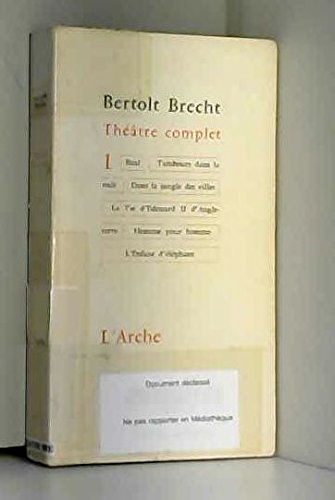 Bertolt Brecht
Théâtre complet
1 Baal Tambours dans la
nuit Dans la jungle des villes
La Vie d'Edouard II d'Angle-
terre Homme pour homme
L'Enfant d'éléphant
L'Arche
Document déclassé
Ne pas rapporter en Médiathèque